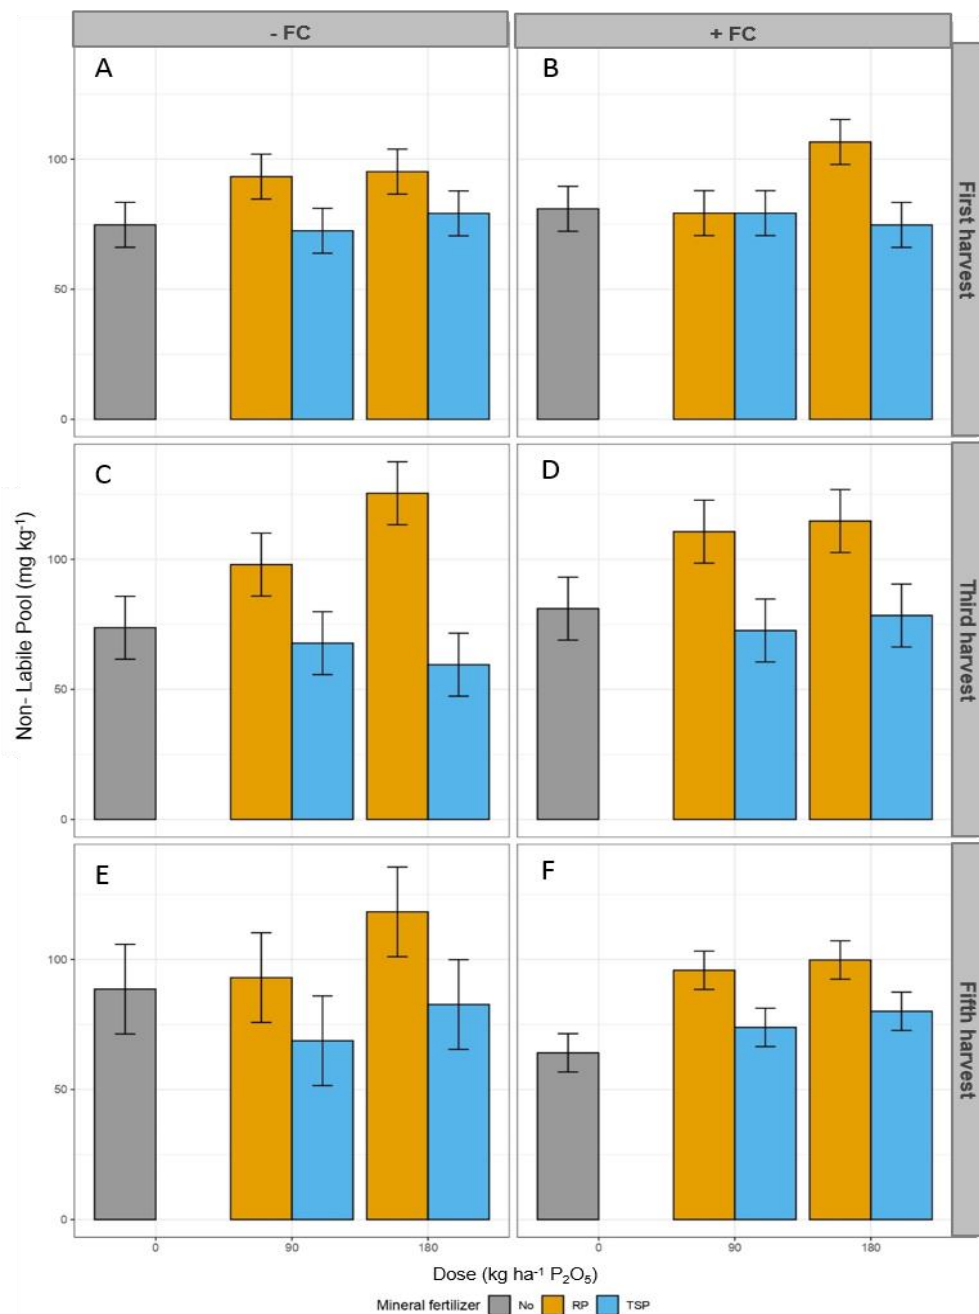 - FC
+ FC
A
B
First harvest
100
50
0
C
D
Third harvest
100
50
0
Non- Labile Pool (mg kg⁻¹)
E
F
Fifth harvest
100
50
0
0
90
180
0
90
180
Dose (kg ha⁻¹ P₂O₅)
Mineral fertilizer No RP TSP